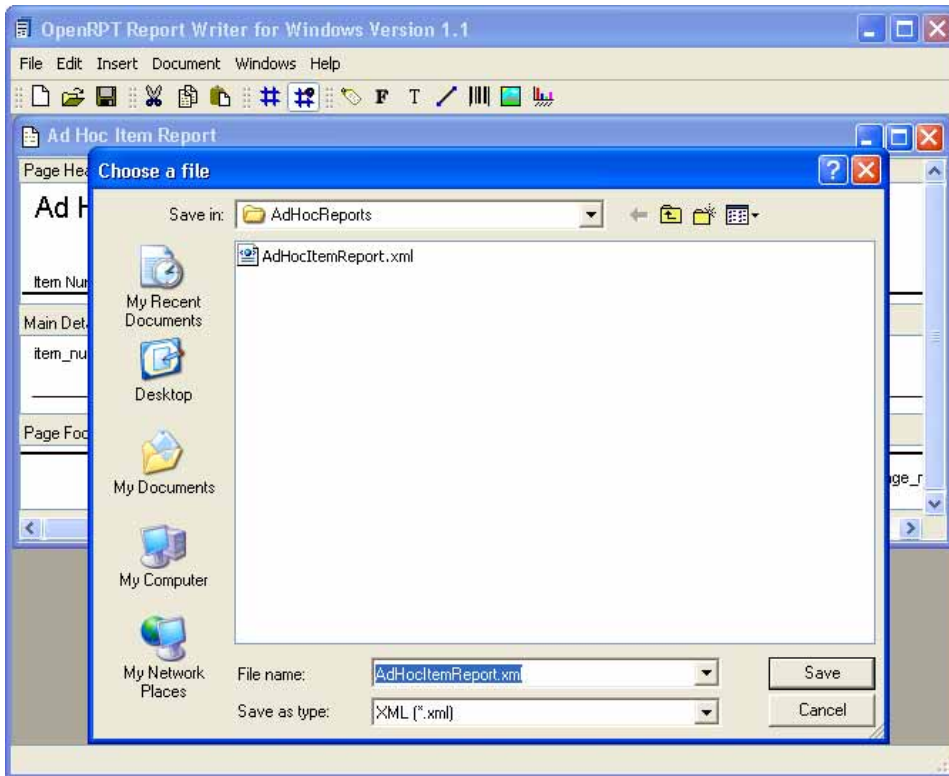 OpenRPT Report Writer for Windows Version 1.1
File Edit Insert Document Windows Help
F T
Ad Hoc Item Report
Page Hea
Ad H
Item Nun
Main Deta
item_nu
Page Foo
age_n
Choose a file
Save in: AdHocReports
AdHocItemReport.xml
My Recent
Documents
Desktop
My Documents
My Computer
My Network
Places
File name: AdHocItemReport.xml
Save as type: XML (*.xml)
Save
Cancel